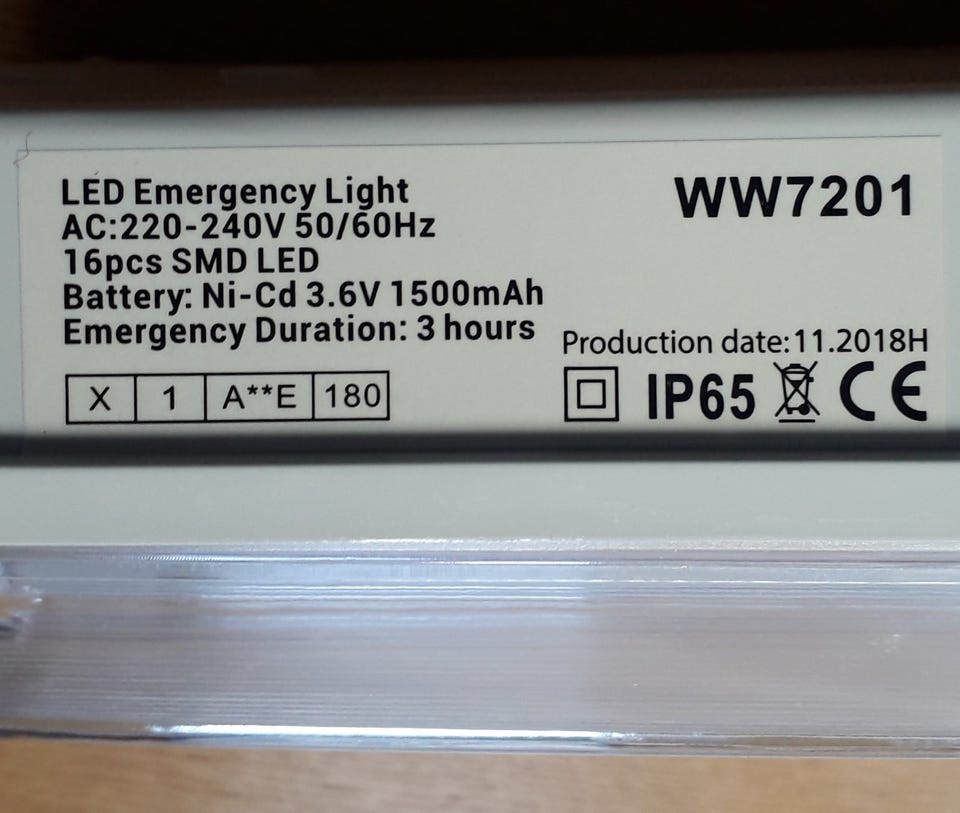 LED Emergency Light
AC:220-240V 50/60Hz
16pcs SMD LED
Battery: Ni-Cd 3.6V 1500mAh
Emergency Duration: 3 hours
X 1 A**E 180
WW7201
Production date:11.2018H
IP65 CE